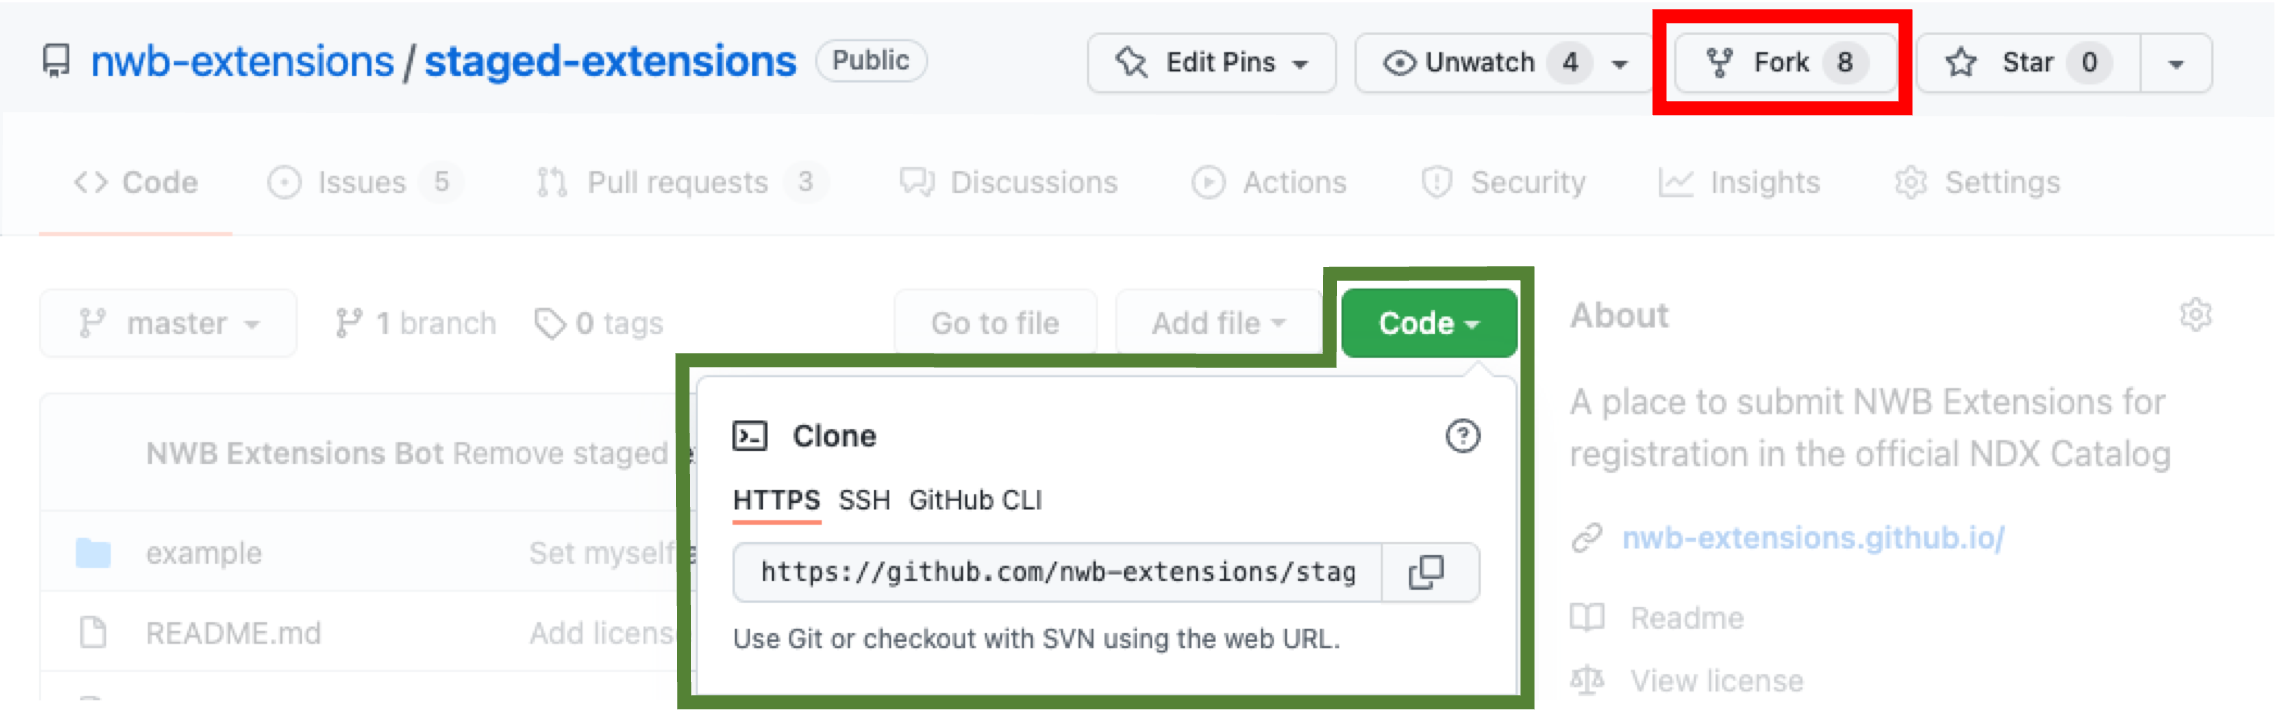 nwb-extensions / staged-extensions Public Edit Pins Unwatch 4 Fork 8 Star 0
<> Code Issues 5 Pull requests 3 Discussions Actions Security Insights Settings
master 1 branch 0 tags Go to file Add file Code About
A place to submit NWB Extensions for
registration in the official NDX Catalog
nwb-extensions.github.io/
Readme
View license
NWB Extensions Bot Remove staged
example Set myself
README.md Add licens
Clone
HTTPS SSH GitHub CLI
https://github.com/nwb-extensions/stag
Use Git or checkout with SVN using the web URL.